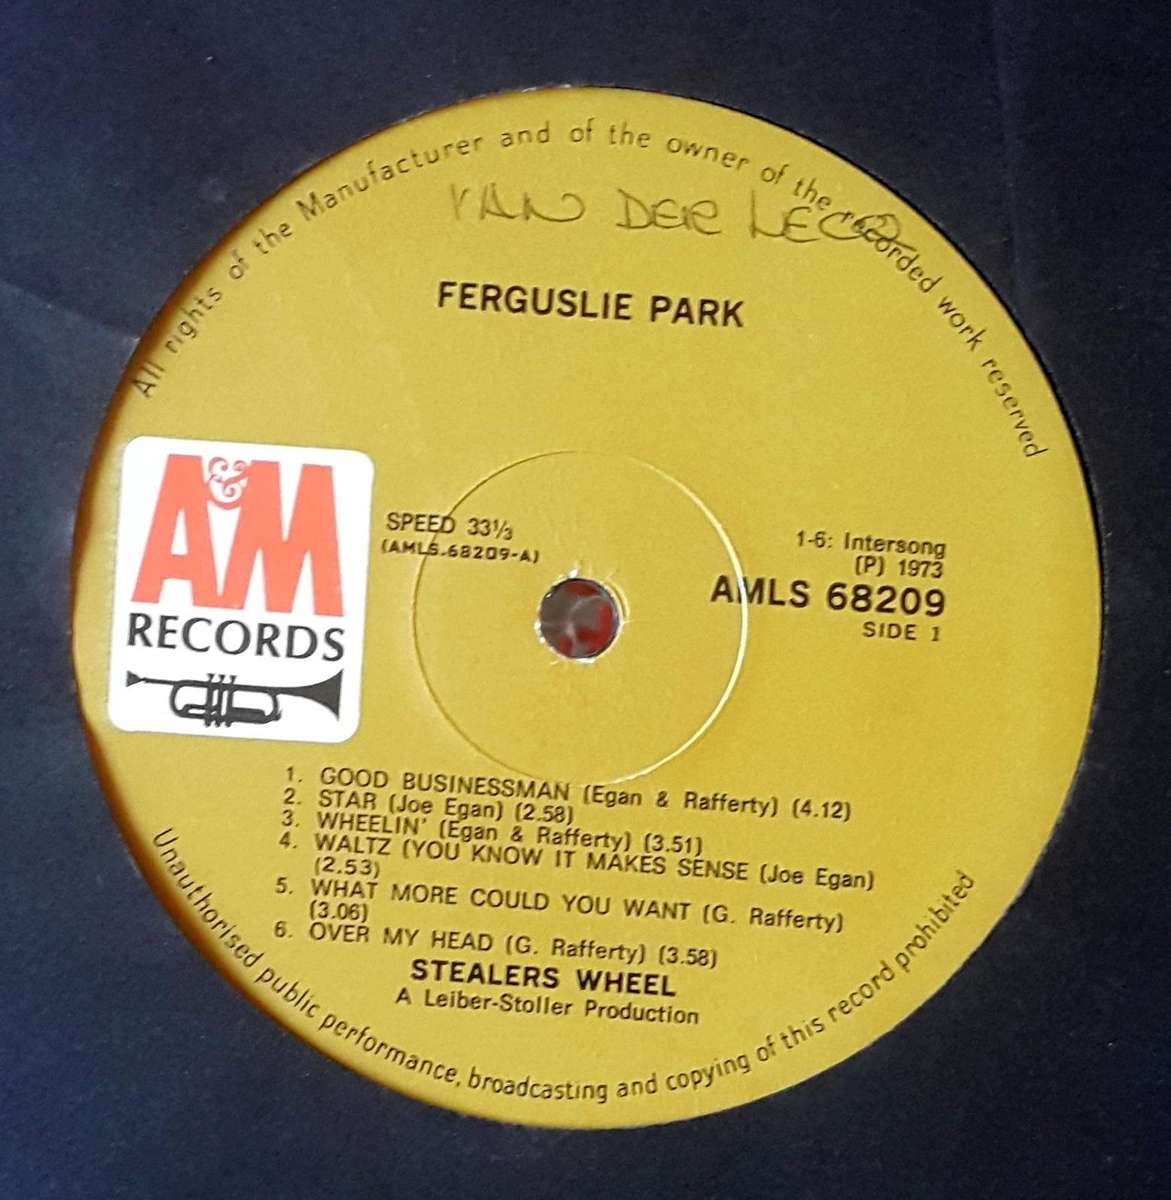 All rights of the Manufacturer and of the owner of the recorded work reserved
VAN DER
FERGUSLIE PARK
A&M
RECORDS
SPEED 33⅓
(AMLS.68209-A)
1-6: Intersong
(P) 1973
AMLS 68209
SIDE 1
1. GOOD BUSINESSMAN (Egan & Rafferty) (4.12)
2. STAR (Joe Egan) (2.58)
3. WHEELIN' (Egan & Rafferty) (3.51)
4. WALTZ (YOU KNOW IT MAKES SENSE (Joe Egan)
(2.53)
5. WHAT MORE COULD YOU WANT (G. Rafferty)
(3.06)
6. OVER MY HEAD (G. Rafferty) (3.58)
STEALERS WHEEL
A Leiber-Stoller Production
Unauthorised public performance, broadcasting and copying of this record prohibited